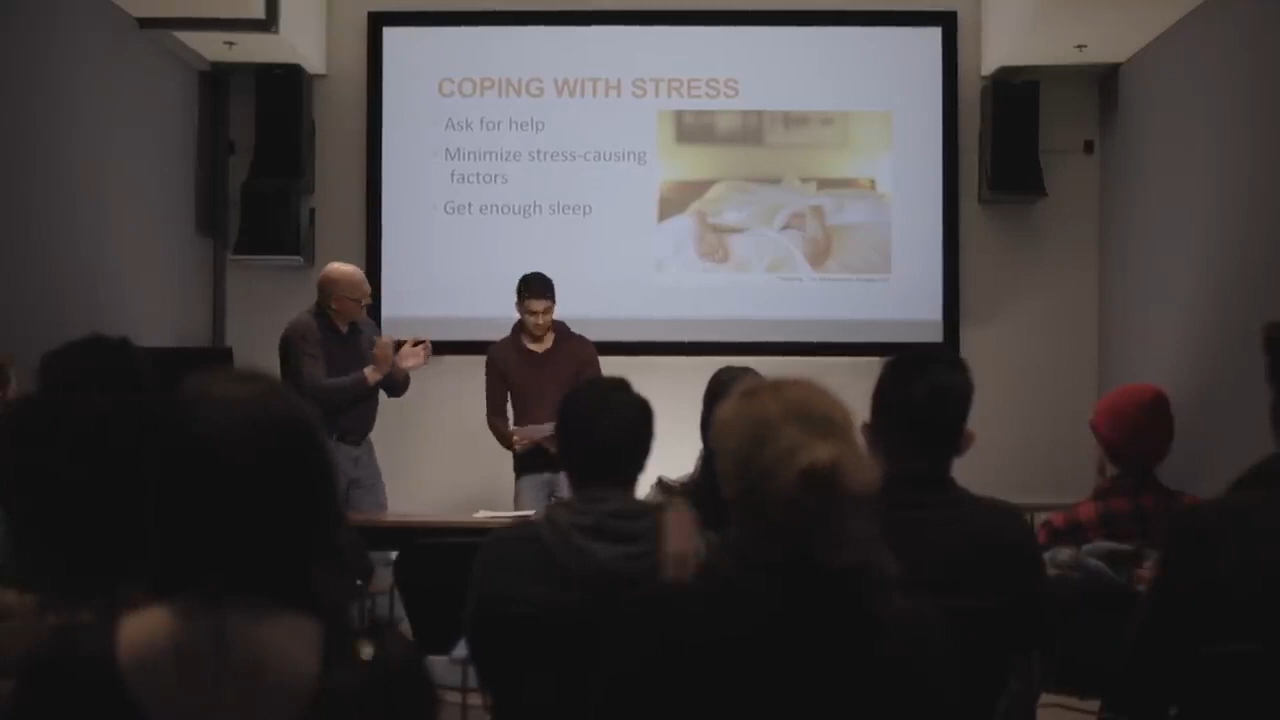 COPING WITH STRESS
Ask for help
Minimize stress-causing
factors
Get enough sleep